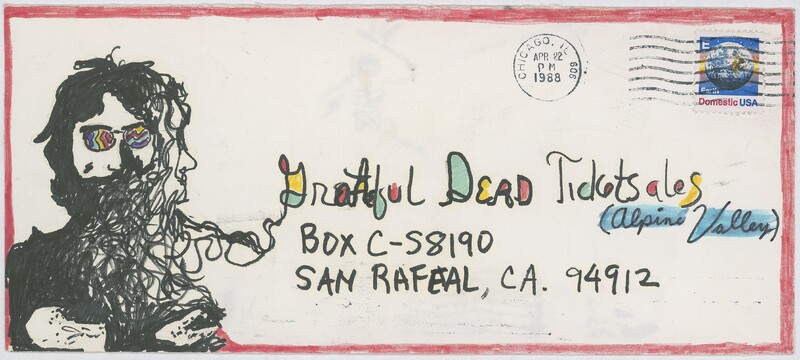 CHICAGO, IL 606
APR 22
PM
1988
E
Earth
Domestic USA
Grateful DEAD Ticketsales
(Alpine Valley)
BOX C-S8190
SAN RAFEAL, CA. 94912